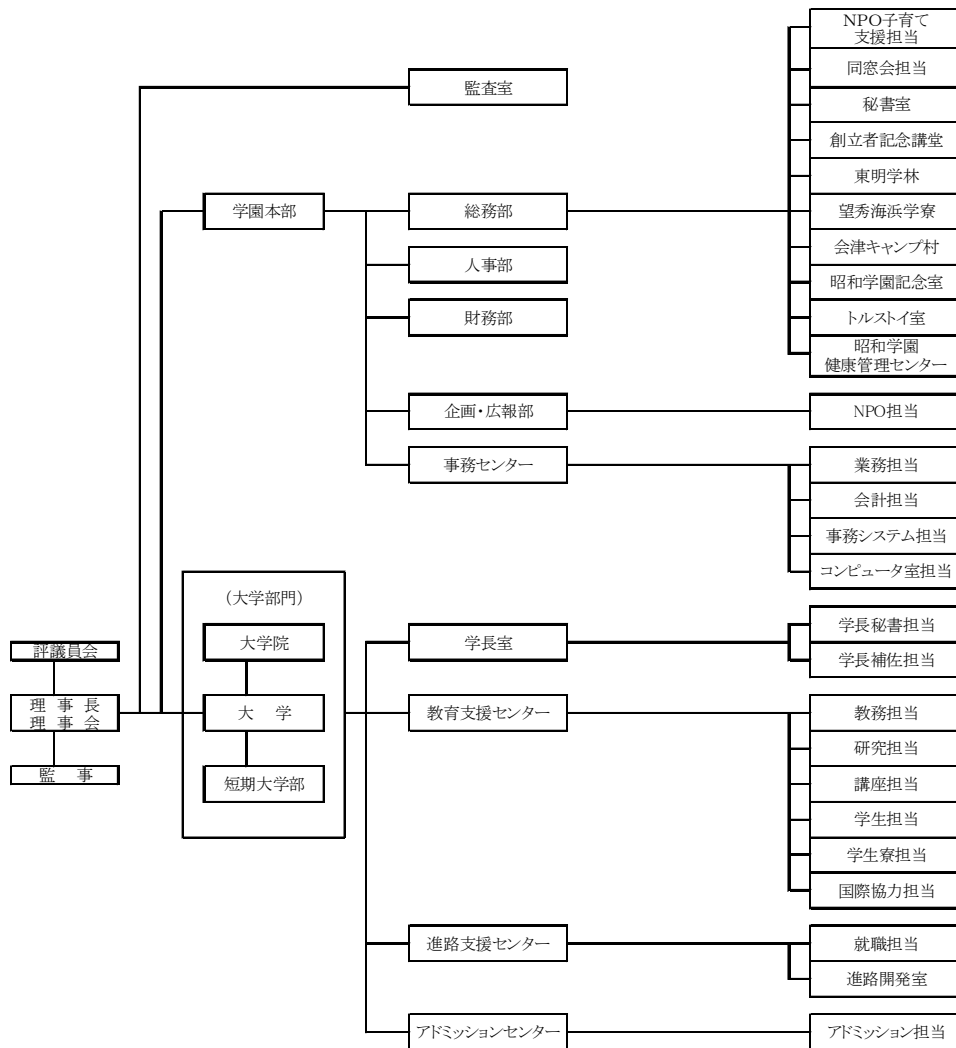 NPO子育て
支援担当
同窓会担当
監査室
秘書室
創立者記念講堂
東明学林
学園本部
総務部
望秀海浜学寮
会津キャンプ村
人事部
昭和学園記念室
財務部
トルストイ室
昭和学園
健康管理センター
企画・広報部
NPO担当
事務センター
業務担当
会計担当
事務システム担当
コンピュータ室担当
（大学部門）
大学院
学長室
学長秘書担当
学長補佐担当
評議員会
理 事 長
理 事 会
監　事
大　学
短期大学部
教育支援センター
教務担当
研究担当
講座担当
学生担当
学生寮担当
国際協力担当
進路支援センター
就職担当
進路開発室
アドミッションセンター
アドミッション担当